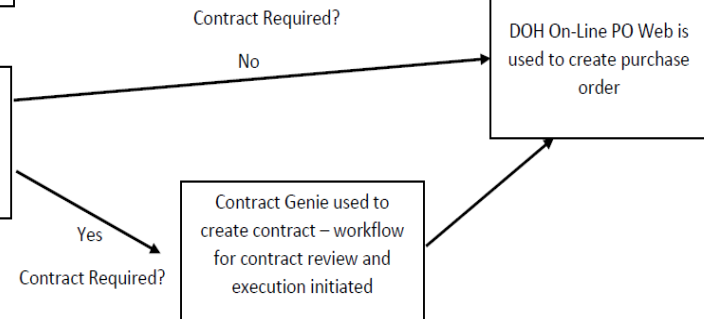 Contract Required?
No
DOH On-Line PO Web is
used to create purchase
order
Yes
Contract Required?
Contract Genie used to
create contract – workflow
for contract review and
execution initiated